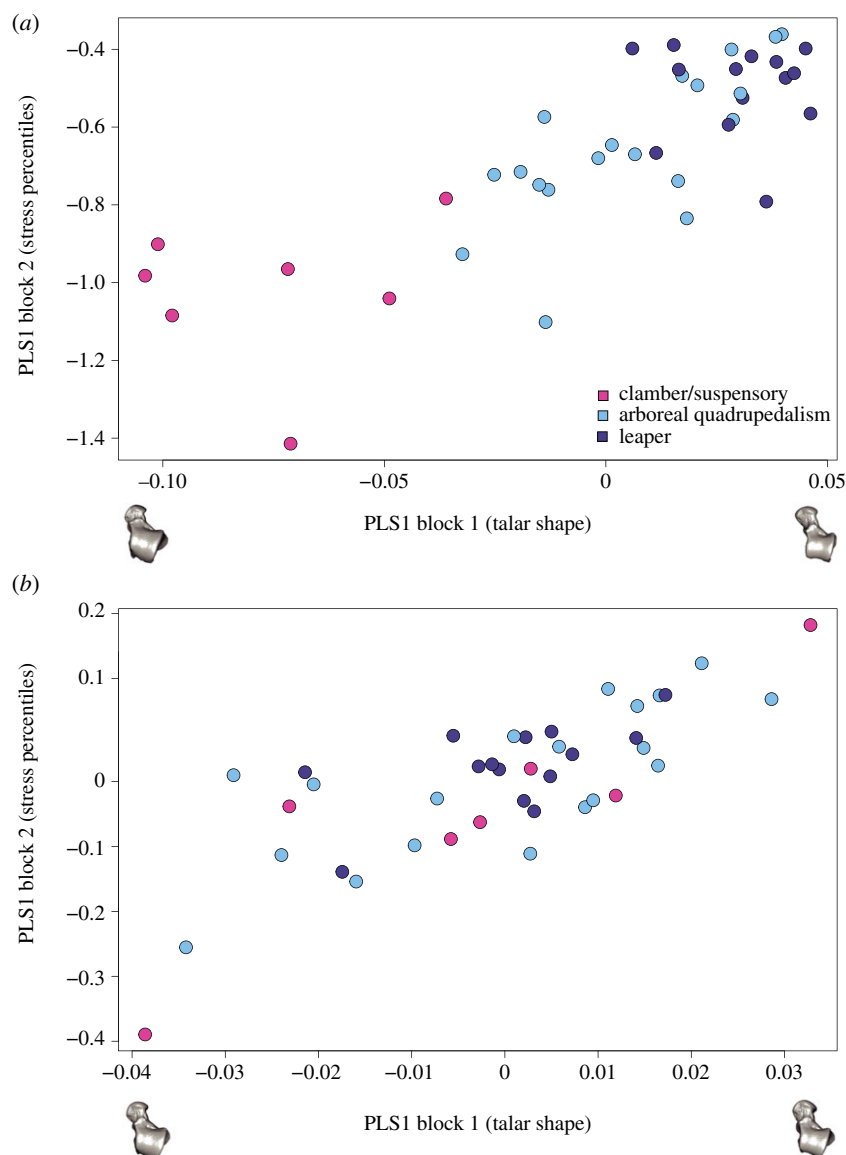 (a)
−0.4
−0.6
−0.8
−1.0
−1.2
−1.4
PLS1 block 2 (stress percentiles)
clamber/suspensory
arboreal quadrupedalism
leaper
−0.10
−0.05
0
0.05
PLS1 block 1 (talar shape)
(b)
0.2
0.1
0
−0.1
−0.2
−0.3
−0.4
PLS1 block 2 (stress percentiles)
−0.04
−0.03
−0.02
−0.01
0
0.01
0.02
0.03
PLS1 block 1 (talar shape)